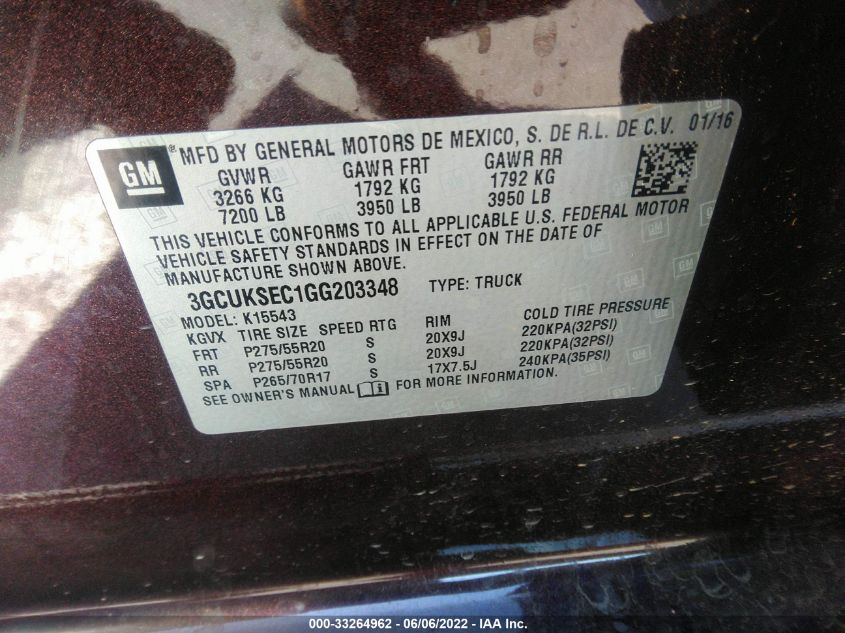 GM
MFD BY GENERAL MOTORS DE MEXICO, S. DE R.L. DE C.V. 01/16
GVWR GAWR FRT GAWR RR
3266 KG 1792 KG 1792 KG
7200 LB 3950 LB 3950 LB
THIS VEHICLE CONFORMS TO ALL APPLICABLE U.S. FEDERAL MOTOR
VEHICLE SAFETY STANDARDS IN EFFECT ON THE DATE OF
MANUFACTURE SHOWN ABOVE.
3GCUKSEC1GG203348 TYPE: TRUCK
MODEL: K15543
KGVX TIRE SIZE SPEED RTG RIM COLD TIRE PRESSURE
FRT P275/55R20 S 20X9J 220KPA(32PSI)
RR P275/55R20 S 20X9J 220KPA(32PSI)
SPA P265/70R17 S 17X7.5J 240KPA(35PSI)
SEE OWNER'S MANUAL FOR MORE INFORMATION.
000-33264962 - 06/06/2022 - IAA Inc.